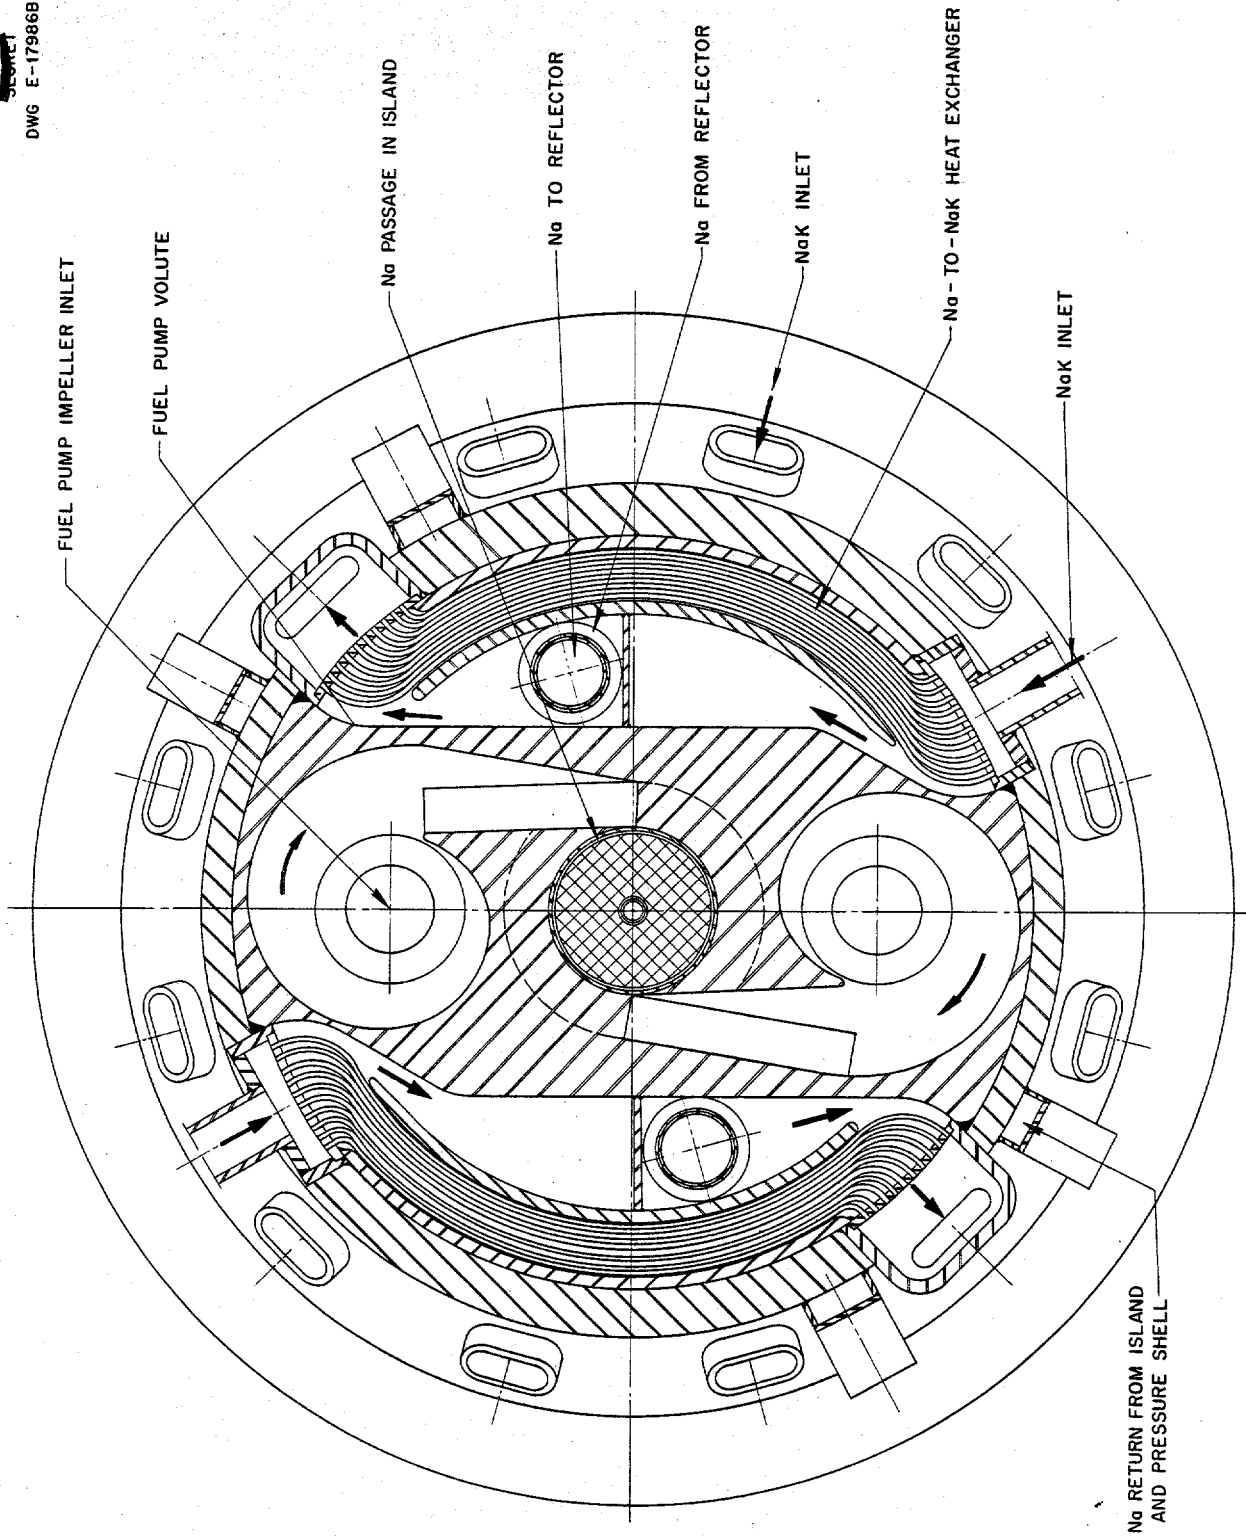 SECRET
DWG E-17986B
FUEL PUMP IMPELLER INLET
FUEL PUMP VOLUTE
Na PASSAGE IN ISLAND
Na TO REFLECTOR
Na FROM REFLECTOR
NaK INLET
Na-TO-NaK HEAT EXCHANGER
NaK INLET
Na RETURN FROM ISLAND
AND PRESSURE SHELL